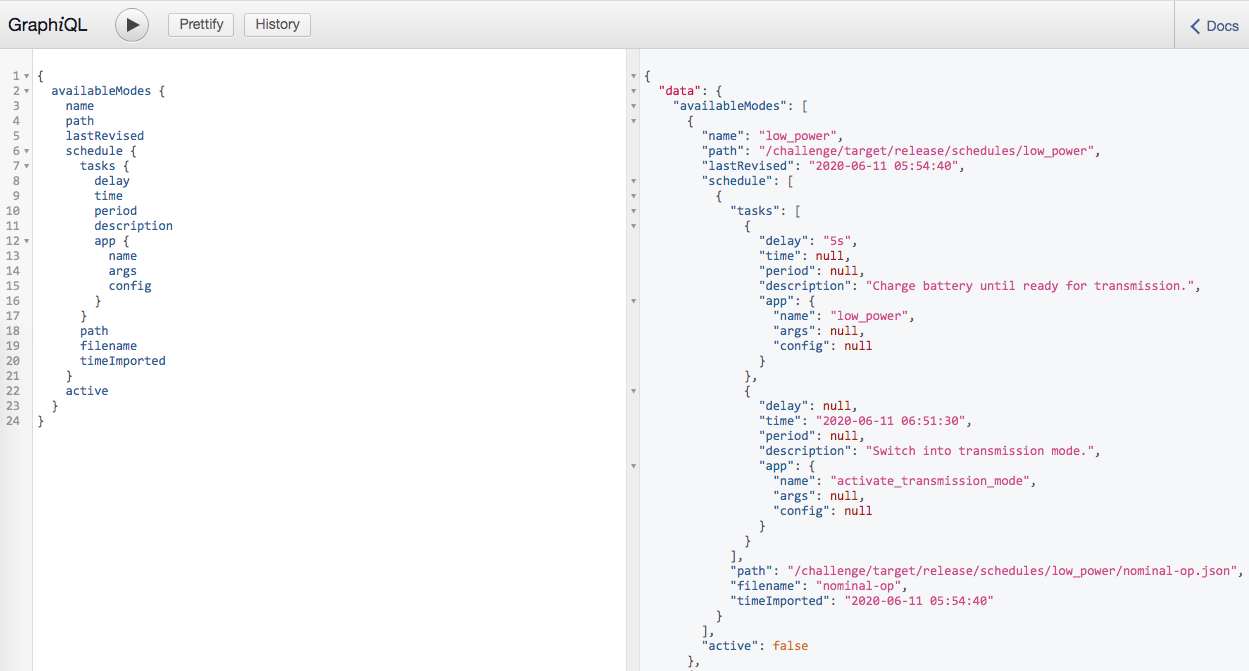 GraphiQL
Prettify
History
Docs
1 {
2 availableModes {
3 name
4 path
5 lastRevised
6 schedule {
7 tasks {
8 delay
9 time
10 period
11 description
12 app {
13 name
14 args
15 config
16 }
17 }
18 path
19 filename
20 timeImported
21 }
22 active
23 }
24 }
{
"data": {
"availableModes": [
{
"name": "low_power",
"path": "/challenge/target/release/schedules/low_power",
"lastRevised": "2020-06-11 05:54:40",
"schedule": [
{
"tasks": [
{
"delay": "5s",
"time": null,
"period": null,
"description": "Charge battery until ready for transmission.",
"app": {
"name": "low_power",
"args": null,
"config": null
}
},
{
"delay": null,
"time": "2020-06-11 06:51:30",
"period": null,
"description": "Switch into transmission mode.",
"app": {
"name": "activate_transmission_mode",
"args": null,
"config": null
}
}
],
"path": "/challenge/target/release/schedules/low_power/nominal-op.json",
"filename": "nominal-op",
"timeImported": "2020-06-11 05:54:40"
}
],
"active": false
},